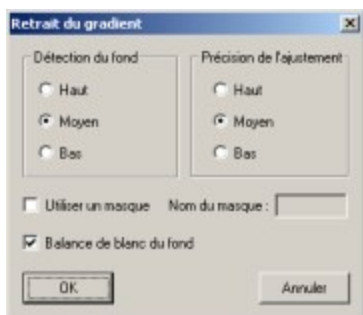 Retrait du gradient
Détection du fond
Haut
Moyen
Bas
Précision de l'ajustement
Haut
Moyen
Bas
Utiliser un masque
Nom du masque :
Balance de blanc du fond
OK
Annuler